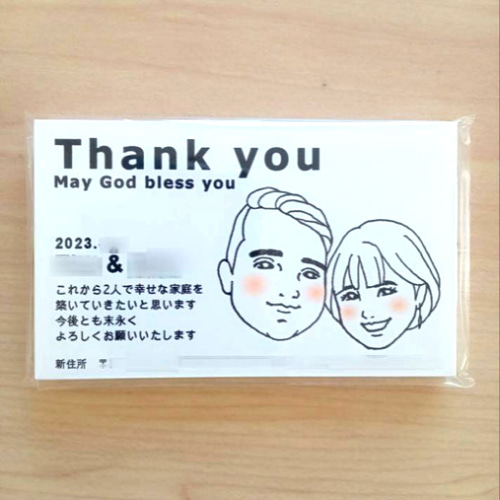 Thank you
May God bless you
2023.
&
これから2人で幸せな家庭を
築いていきたいと思います
今後とも末永く
よろしくお願いいたします
新住所 〒